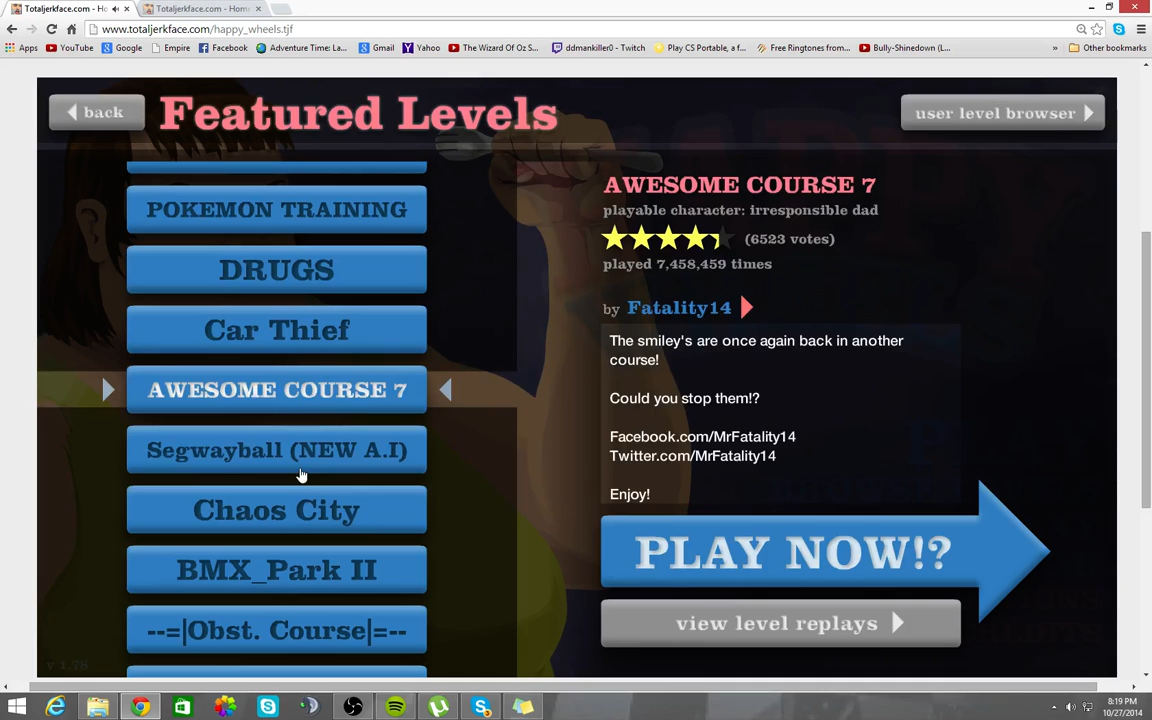 Totaljerkface.com - Ha
Totaljerkface.com - Happy W
www.totaljerkface.com/happy_wheels.tjf
Apps YouTube Google Empire Facebook Adventure Time: La... Gmail Yahoo The Wizard Of Oz S... ddmankiller0 - Twitch Play CS Portable, a f... Free Ringtones from... Bully-Shinedown (L... » Other bookmarks
back
Featured Levels
user level browser
POKEMON TRAINING
DRUGS
Car Thief
AWESOME COURSE 7
Segwayball (NEW A.I)
Chaos City
BMX_Park II
--=|Obst. Course|=--
v 1.78
AWESOME COURSE 7
playable character: irresponsible dad
(6523 votes)
played 7,458,459 times
by Fatality14
The smiley's are once again back in another
course!
Could you stop them!?
Facebook.com/MrFatality14
Twitter.com/MrFatality14
Enjoy!
PLAY NOW!?
view level replays
8:19 PM
10/27/2014